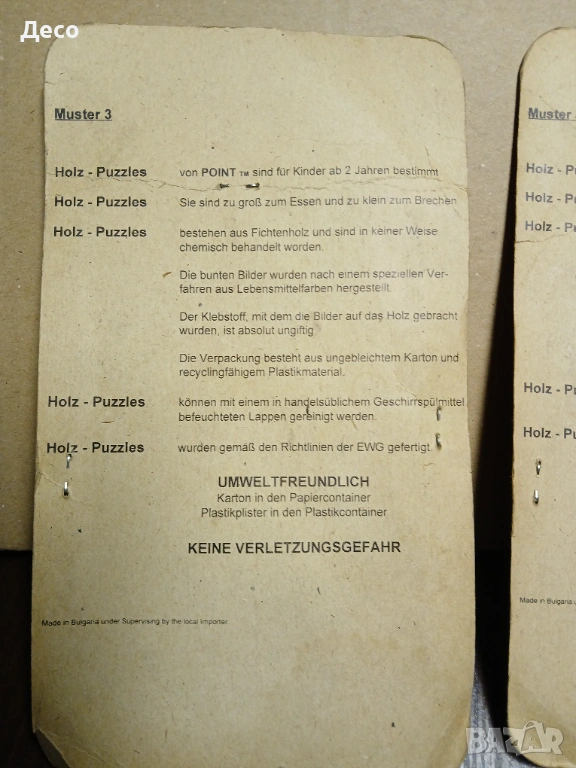 Deco
Muster 3
Holz - Puzzles von POINT TM sind für Kinder ab 2 Jahren bestimmt
Holz - Puzzles Sie sind zu groß zum Essen und zu klein zum Brechen
Holz - Puzzles bestehen aus Fichtenholz und sind in keiner Weise
chemisch behandelt worden.
Die bunten Bilder wurden nach einem speziellen Ver-
fahren aus Lebensmittelfarben hergestellt.
Der Klebstoff, mit dem die Bilder auf das Holz gebracht
wurden, ist absolut ungiftig.
Die Verpackung besteht aus ungebleichtem Karton und
recyclingfähigem Plastikmaterial.
Holz - Puzzles können mit einem in handelsüblichem Geschirrspülmittel
befeuchteten Lappen gereinigt werden.
Holz - Puzzles wurden gemäß den Richtlinien der EWG gefertigt.
UMWELTFREUNDLICH
Karton in den Papiercontainer
Plastikplister in den Plastikcontainer
KEINE VERLETZUNGSGEFAHR
Made in Bulgaria under Supervising by the local Importer
Muster
Holz - Pu
Holz - Pu
Holz - Pu
Holz - Pu
Holz - Pu
Made in Bulgaria
BAZAR